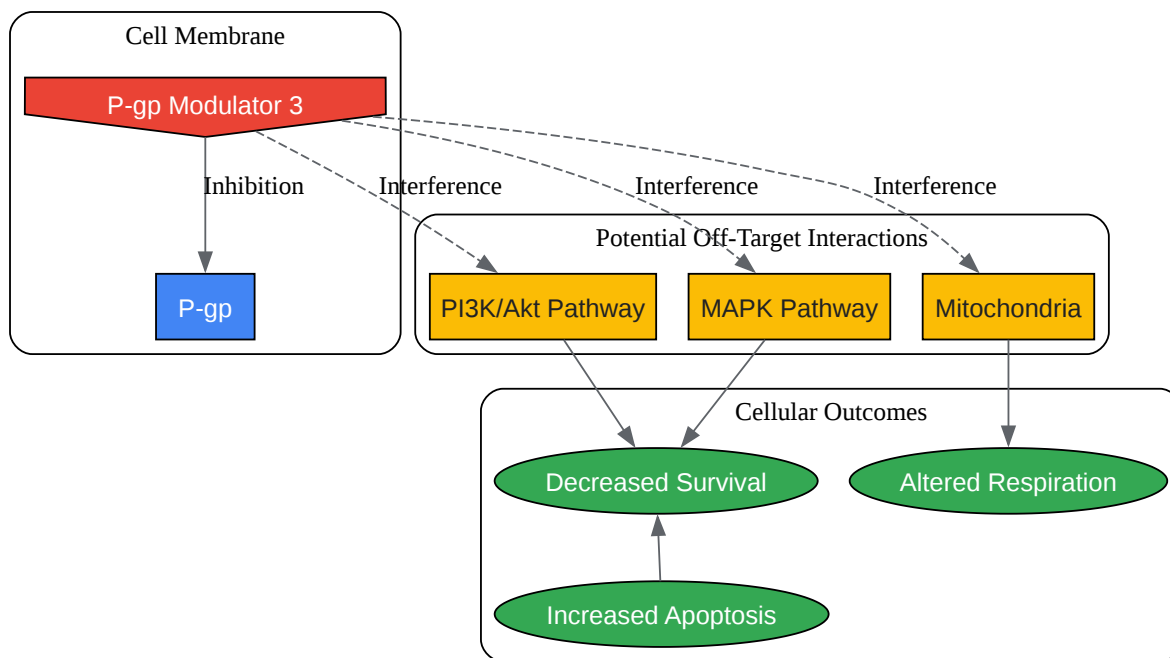 Cell Membrane
P-gp Modulator 3
Inhibition
Interference
Interference
Interference
Potential Off-Target Interactions
P-gp
PI3K/Akt Pathway
MAPK Pathway
Mitochondria
Cellular Outcomes
Decreased Survival
Altered Respiration
Increased Apoptosis